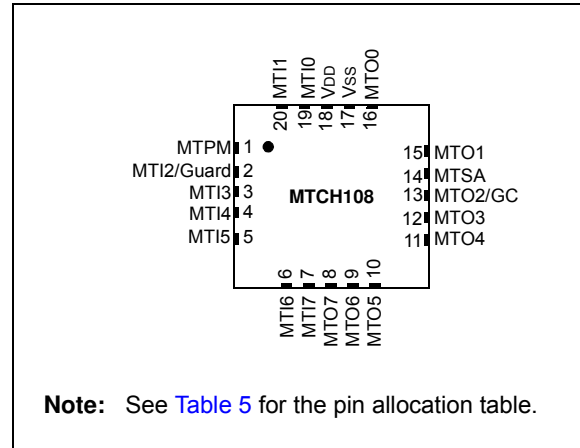 MTI1
MTI0
VDD
VSS
MTO0
20
19
18
17
16
MTPM 1
MTI2/Guard 2
MTI3 3
MTI4 4
MTI5 5
MTCH108
15 MTO1
14 MTSA
13 MTO2/GC
12 MTO3
11 MTO4
6
7
8
9
10
MTI6
MTI7
MTO7
MTO6
MTO5
Note: See Table 5 for the pin allocation table.